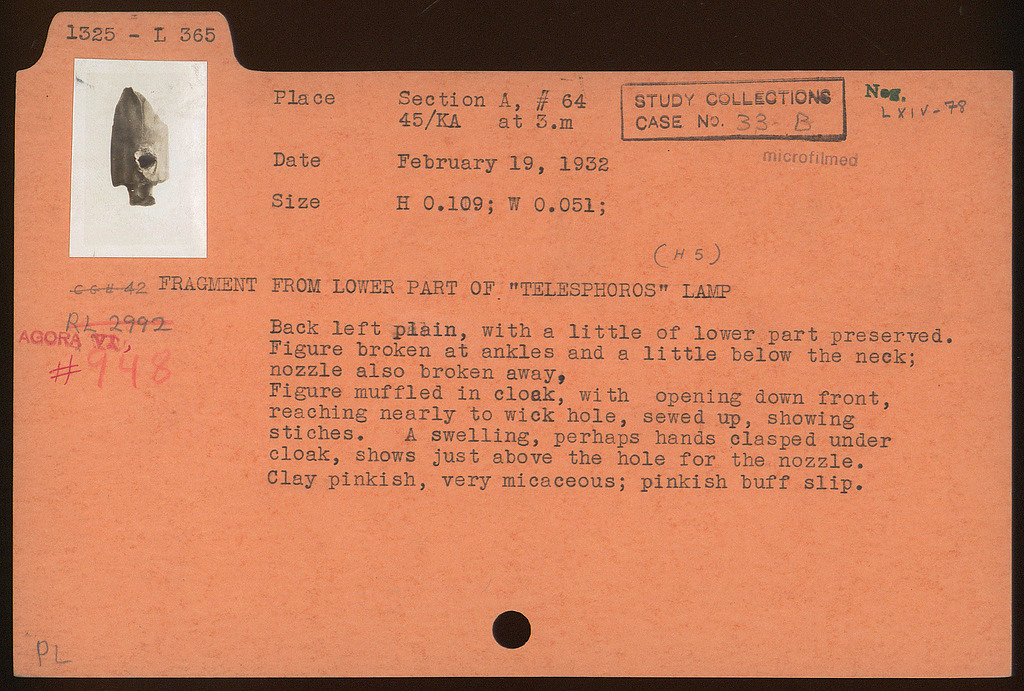 1325 - L 365
Place Section A, # 64
45/KA at 3.m
STUDY COLLECTIONS
CASE No. 33 - B
Neg.
LXIV-78
microfilmed
Date February 19, 1932
Size H 0.109; W 0.051;
(H 5)
FRAGMENT FROM LOWER PART OF "TELESPHOROS" LAMP
RL 2992
AGORA VII,
#948
Back left plain, with a little of lower part preserved.
Figure broken at ankles and a little below the neck;
nozzle also broken away,
Figure muffled in cloak, with opening down front,
reaching nearly to wick hole, sewed up, showing
stiches. A swelling, perhaps hands clasped under
cloak, shows just above the hole for the nozzle.
Clay pinkish, very micaceous; pinkish buff slip.
PL